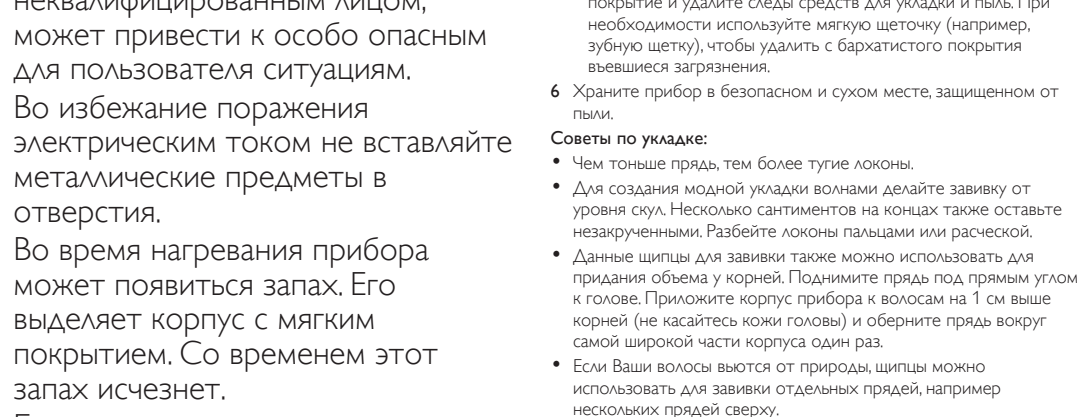 неквалифицированным лицом,
может привести к особо опасным
для пользователя ситуациям.
Во избежание поражения
электрическим током не вставляйте
металлические предметы в
отверстия.
Во время нагревания прибора
может появиться запах. Его
выделяет корпус с мягким
покрытием. Со временем этот
запах исчезнет.
покрытие и удалите следы средств для укладки и пыль. При
необходимости используйте мягкую щеточку (например,
зубную щетку), чтобы удалить с бархатистого покрытия
въевшиеся загрязнения.
6 Храните прибор в безопасном и сухом месте, защищенном от
пыли.
Советы по укладке:
• Чем тоньше прядь, тем более тугие локоны.
• Для создания модной укладки волнами делайте завивку от
уровня скул. Несколько сантиментов на концах также оставьте
незакрученными. Разбейте локоны пальцами или расческой.
• Данные щипцы для завивки также можно использовать для
придания объема у корней. Поднимите прядь под прямым углом
к голове. Приложите корпус прибора к волосам на 1 см выше
корней (не касайтесь кожи головы) и оберните прядь вокруг
самой широкой части корпуса один раз.
• Если Ваши волосы вьются от природы, щипцы можно
использовать для завивки отдельных прядей, например
нескольких прядей сверху.